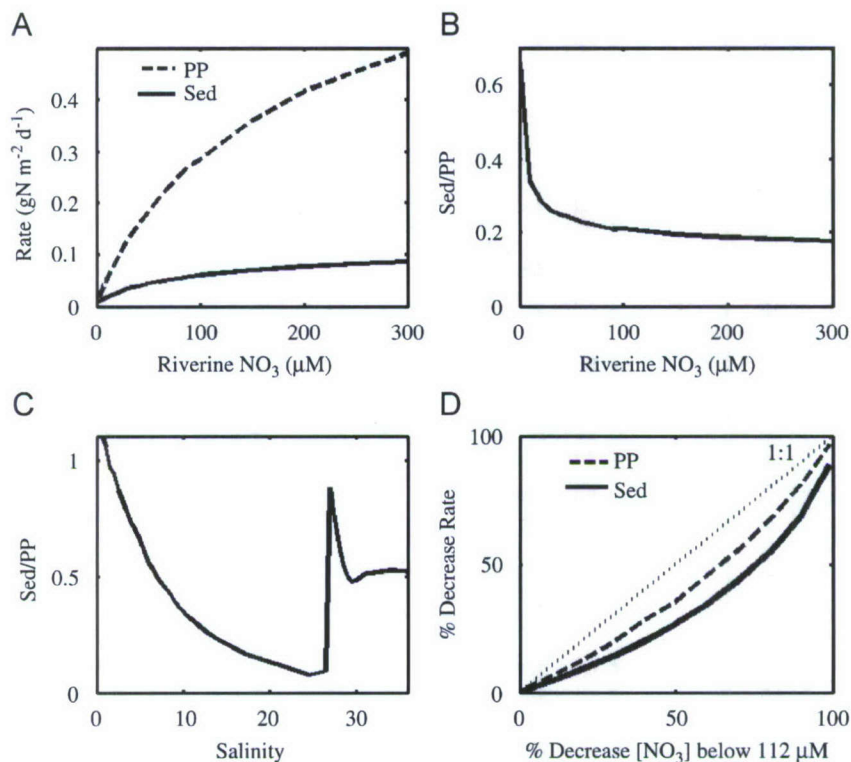 A
Rate (gN m⁻² d⁻¹)
0.4
0.3
0.2
0.1
0
PP
Sed
0
100
200
300
Riverine NO₃ (µM)
B
Sed/PP
0.6
0.4
0.2
0
0
100
200
300
Riverine NO₃ (µM)
C
Sed/PP
1
0.5
0
0
10
20
30
Salinity
D
% Decrease Rate
100
50
0
PP
Sed
1:1
0
50
100
% Decrease [NO₃] below 112 µM